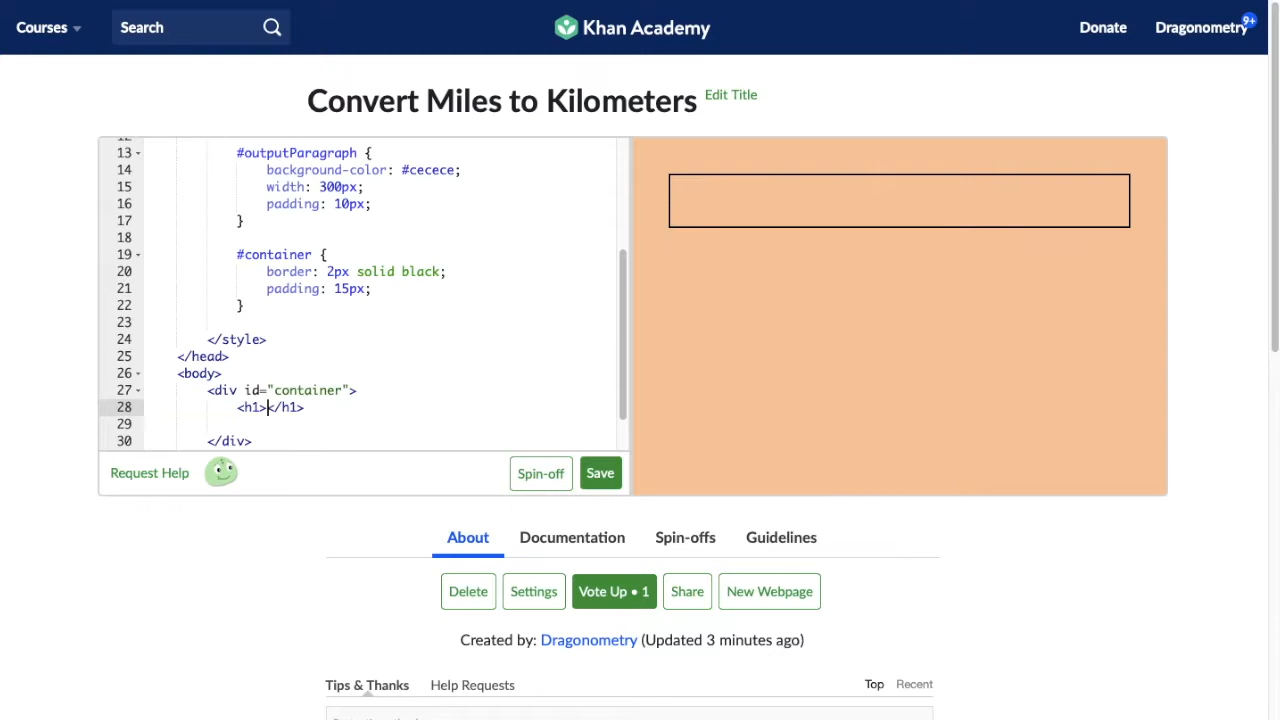 Courses
Search
Khan Academy
Donate
Dragonometry
9+
Convert Miles to Kilometers
Edit Title
12
13 #outputParagraph {
14 background-color: #cecece;
15 width: 300px;
16 padding: 10px;
17 }
18
19 #container {
20 border: 2px solid black;
21 padding: 15px;
22 }
23
24 </style>
25 </head>
26 <body>
27 <div id="container">
28 <h1></h1>
29
30 </div>
Request Help
Spin-off
Save
About Documentation Spin-offs Guidelines
Delete Settings Vote Up • 1 Share New Webpage
Created by: Dragonometry (Updated 3 minutes ago)
Tips & Thanks Help Requests Top Recent